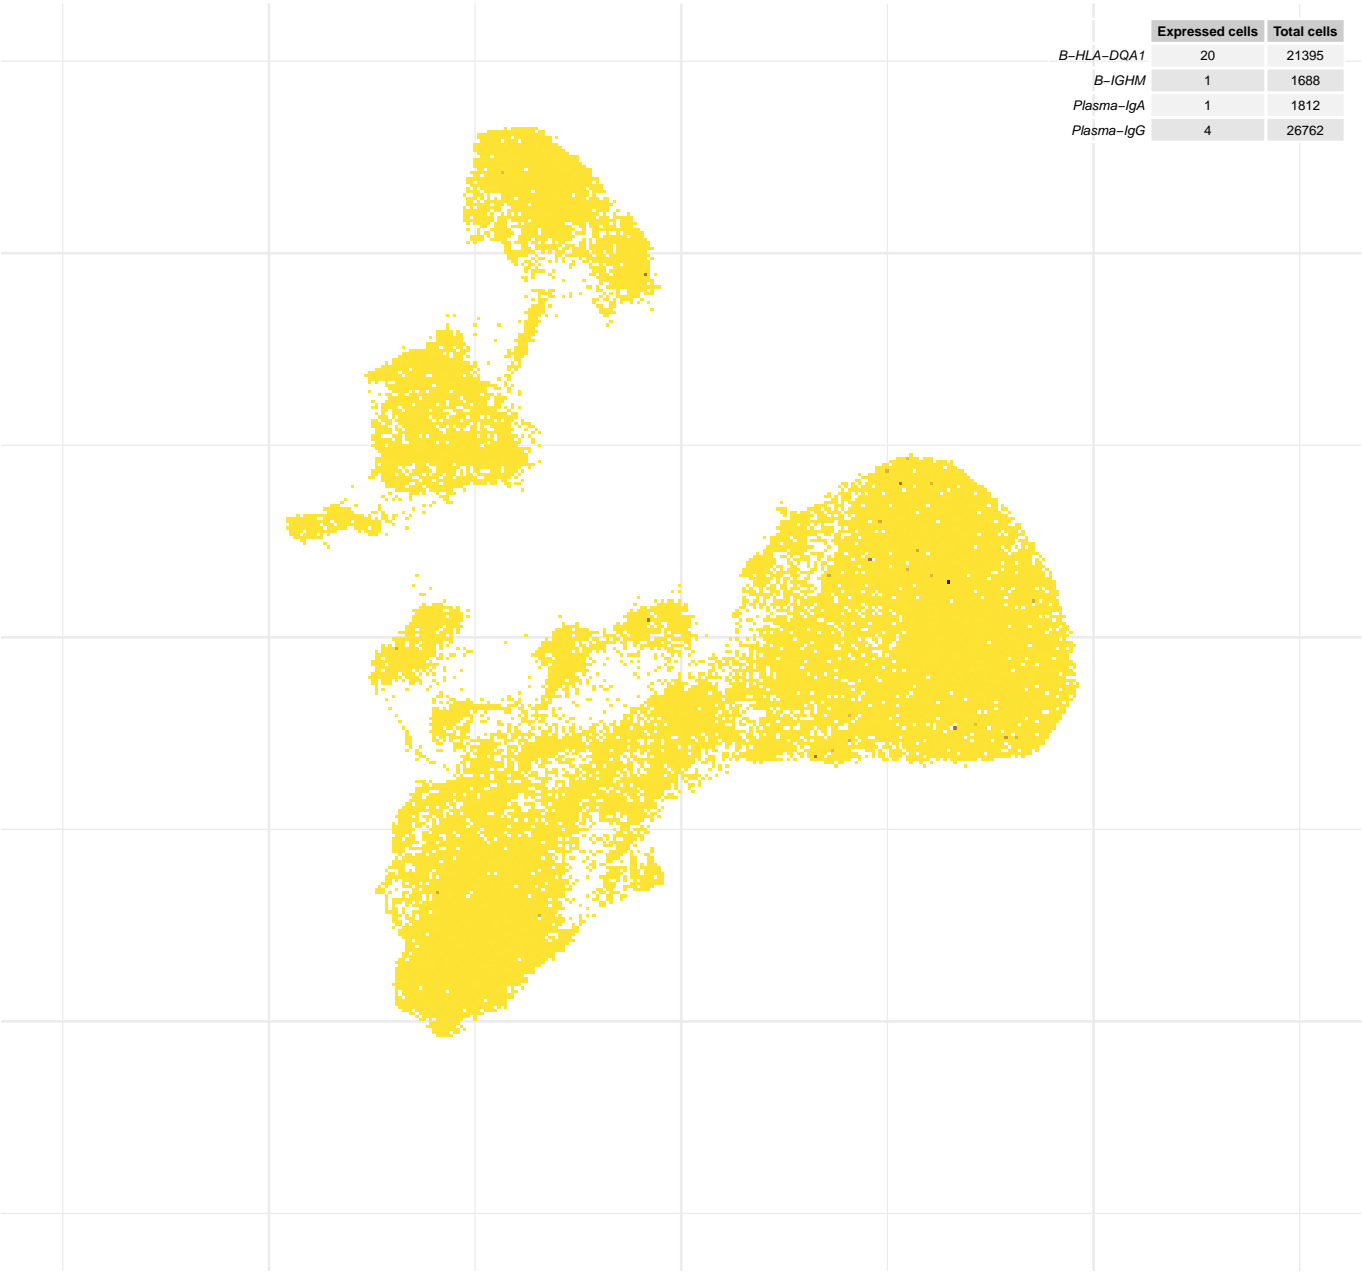 Expressed cells Total cells
B−HLA−DQA1 20 21395
B−IGHM 1 1688
Plasma−IgA 1 1812
Plasma−IgG 4 26762